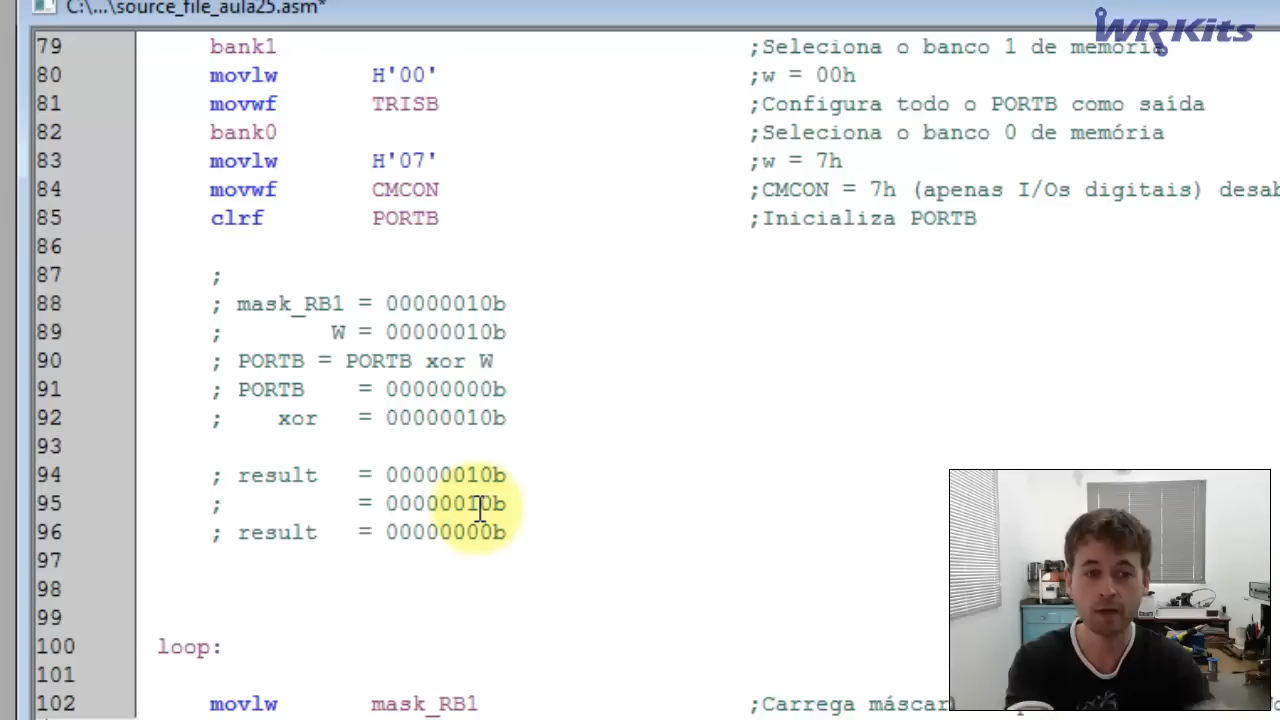 C:\...\source_file_aula25.asm*
WR Kits
79 bank1 ;Seleciona o banco 1 de memória
80 movlw H'00' ;w = 00h
81 movwf TRISB ;Configura todo o PORTB como saída
82 bank0 ;Seleciona o banco 0 de memória
83 movlw H'07' ;w = 7h
84 movwf CMCON ;CMCON = 7h (apenas I/Os digitais) desab
85 clrf PORTB ;Inicializa PORTB
86
87 ;
88 ; mask_RB1 = 00000010b
89 ; W = 00000010b
90 ; PORTB = PORTB xor W
91 ; PORTB = 00000000b
92 ; xor = 00000010b
93
94 ; result = 00000010b
95 ; = 00000010b
96 ; result = 00000000b
97
98
99
100 loop:
101
102 movlw mask_RB1 ;Carrega